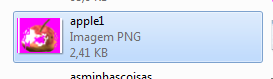 apple1
Imagem PNG
2,41 KB
asminhascoisas